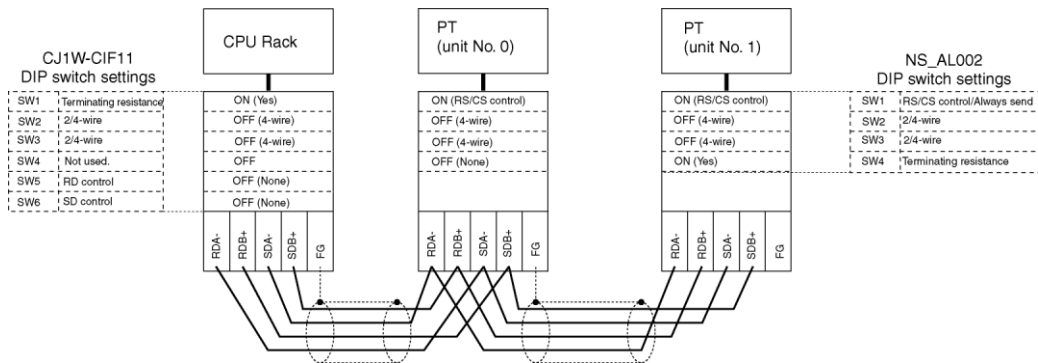 CPU Rack
PT
(unit No. 0)
PT
(unit No. 1)
CJ1W-CIF11
DIP switch settings
SW1 Terminating resistance
SW2 2/4-wire
SW3 2/4-wire
SW4 Not used.
SW5 RD control
SW6 SD control
ON (Yes)
OFF (4-wire)
OFF (4-wire)
OFF
OFF (None)
OFF (None)
RDA- RDB+ SDA- SDB+ FG
ON (RS/CS control)
OFF (4-wire)
OFF (4-wire)
OFF (None)
RDA- RDB+ SDA- SDB+ FG
ON (RS/CS control)
OFF (4-wire)
OFF (4-wire)
ON (Yes)
RDA- RDB+ SDA- SDB+ FG
NS_AL002
DIP switch settings
SW1 RS/CS control/Always send
SW2 2/4-wire
SW3 2/4-wire
SW4 Terminating resistance